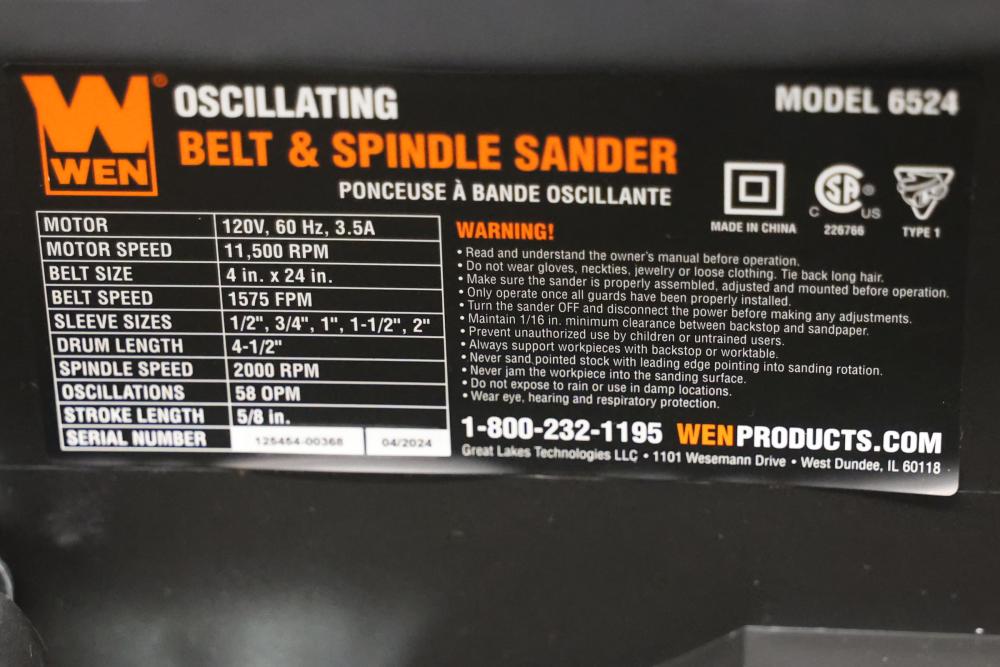 WEN®
OSCILLATING
BELT & SPINDLE SANDER
PONCEUSE À BANDE OSCILLANTE
MODEL 6524
MADE IN CHINA
C SA ® US
226766
TYPE 1
MOTOR 120V, 60 Hz, 3.5A
MOTOR SPEED 11,500 RPM
BELT SIZE 4 in. x 24 in.
BELT SPEED 1575 FPM
SLEEVE SIZES 1/2", 3/4", 1", 1-1/2", 2"
DRUM LENGTH 4-1/2"
SPINDLE SPEED 2000 RPM
OSCILLATIONS 58 OPM
STROKE LENGTH 5/8 in.
SERIAL NUMBER 125454-00368 04/2024
WARNING!
• Read and understand the owner's manual before operation.
• Do not wear gloves, neckties, jewelry or loose clothing. Tie back long hair.
• Make sure the sander is properly assembled, adjusted and mounted before operation.
• Only operate once all guards have been properly installed.
• Turn the sander OFF and disconnect the power before making any adjustments.
• Maintain 1/16 in. minimum clearance between backstop and sandpaper.
• Prevent unauthorized use by children or untrained users.
• Always support workpieces with backstop or worktable.
• Never sand pointed stock with leading edge pointing into sanding rotation.
• Never jam the workpiece into the sanding surface.
• Do not expose to rain or use in damp locations.
• Wear eye, hearing and respiratory protection.
1-800-232-1195 WENPRODUCTS.COM
Great Lakes Technologies LLC • 1101 Wesemann Drive • West Dundee, IL 60118